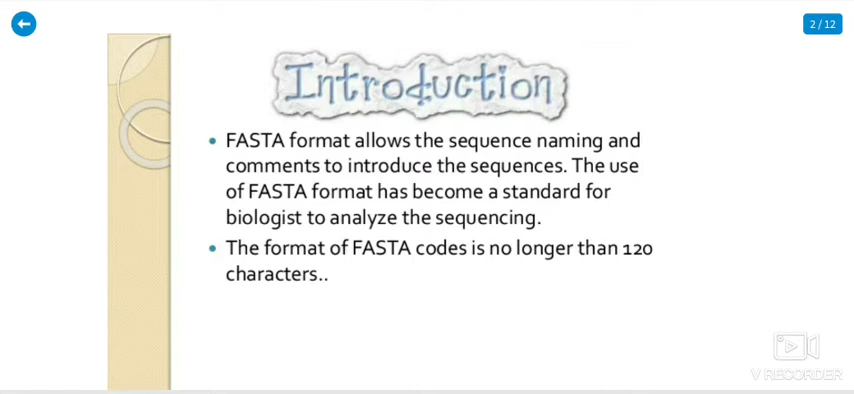 2 / 12
Introduction
• FASTA format allows the sequence naming and
comments to introduce the sequences. The use
of FASTA format has become a standard for
biologist to analyze the sequencing.
• The format of FASTA codes is no longer than 120
characters..
V RECORDER